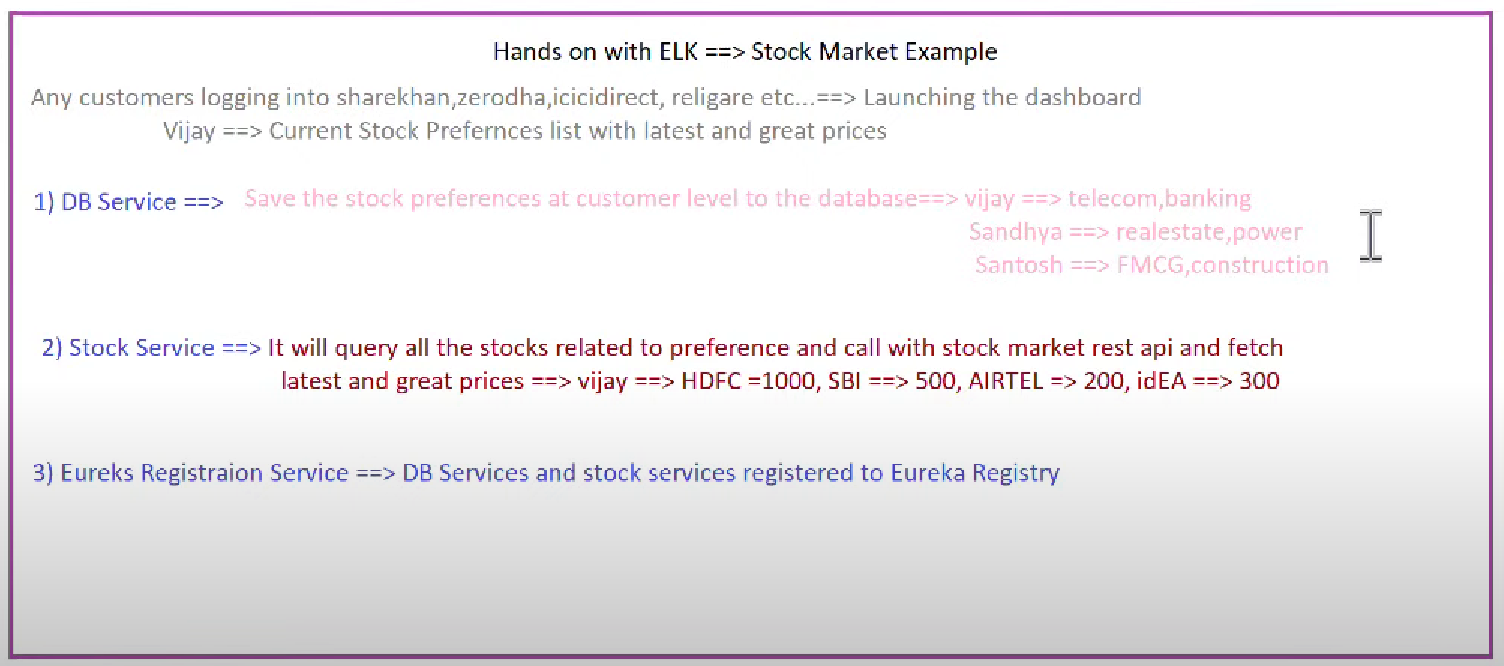 Hands on with ELK ==> Stock Market Example
Any customers logging into sharekhan,zerodha,icicidirect, religare etc...==> Launching the dashboard
Vijay ==> Current Stock Prefernces list with latest and great prices
1) DB Service ==> Save the stock preferences at customer level to the database==> vijay ==> telecom,banking
Sandhya ==> realestate,power
Santosh ==> FMCG,construction
2) Stock Service ==> It will query all the stocks related to preference and call with stock market rest api and fetch
latest and great prices ==> vijay ==> HDFC =1000, SBI ==> 500, AIRTEL => 200, idEA ==> 300
3) Eureks Registraion Service ==> DB Services and stock services registered to Eureka Registry